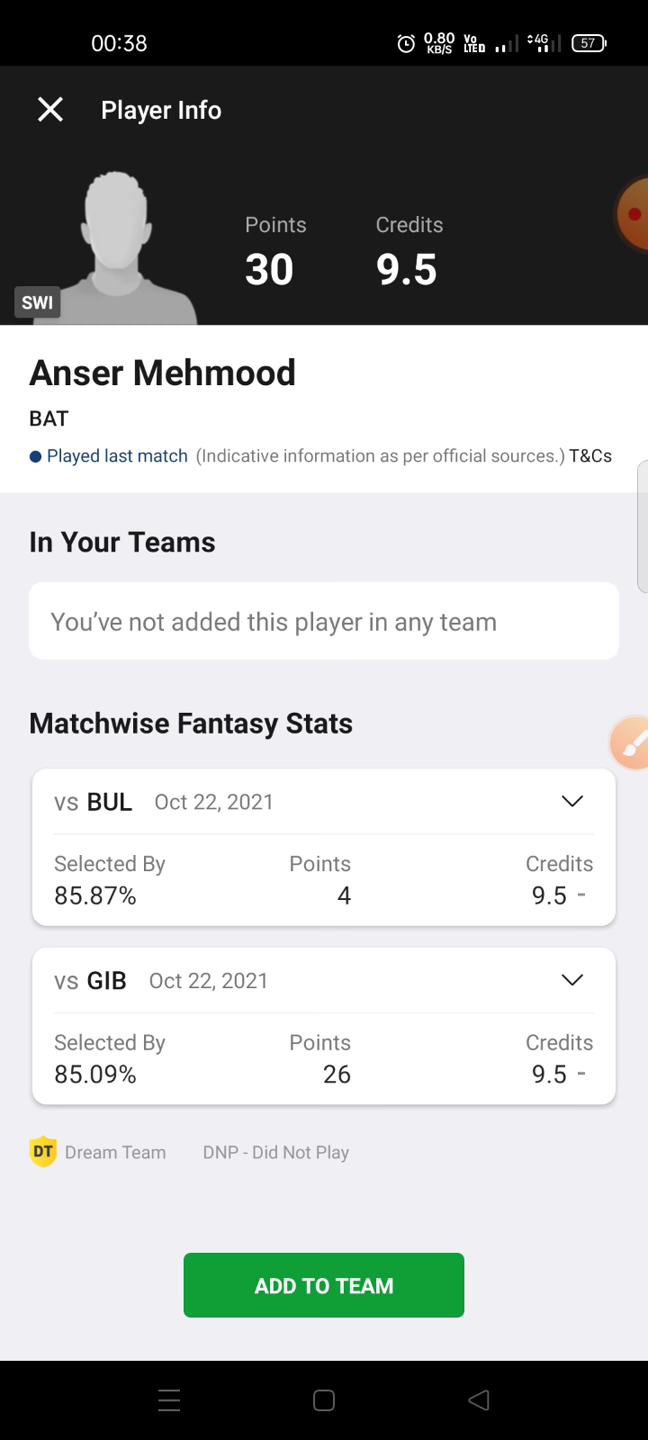 00:38 0.80 KB/S Vo LTE 4G 57
Player Info
Points Credits
30 9.5
SWI
Anser Mehmood
BAT
Played last match (Indicative information as per official sources.) T&Cs
In Your Teams
You’ve not added this player in any team
Matchwise Fantasy Stats
vs BUL Oct 22, 2021
Selected By Points Credits
85.87% 4 9.5 -
vs GIB Oct 22, 2021
Selected By Points Credits
85.09% 26 9.5 -
DT Dream Team DNP - Did Not Play
ADD TO TEAM